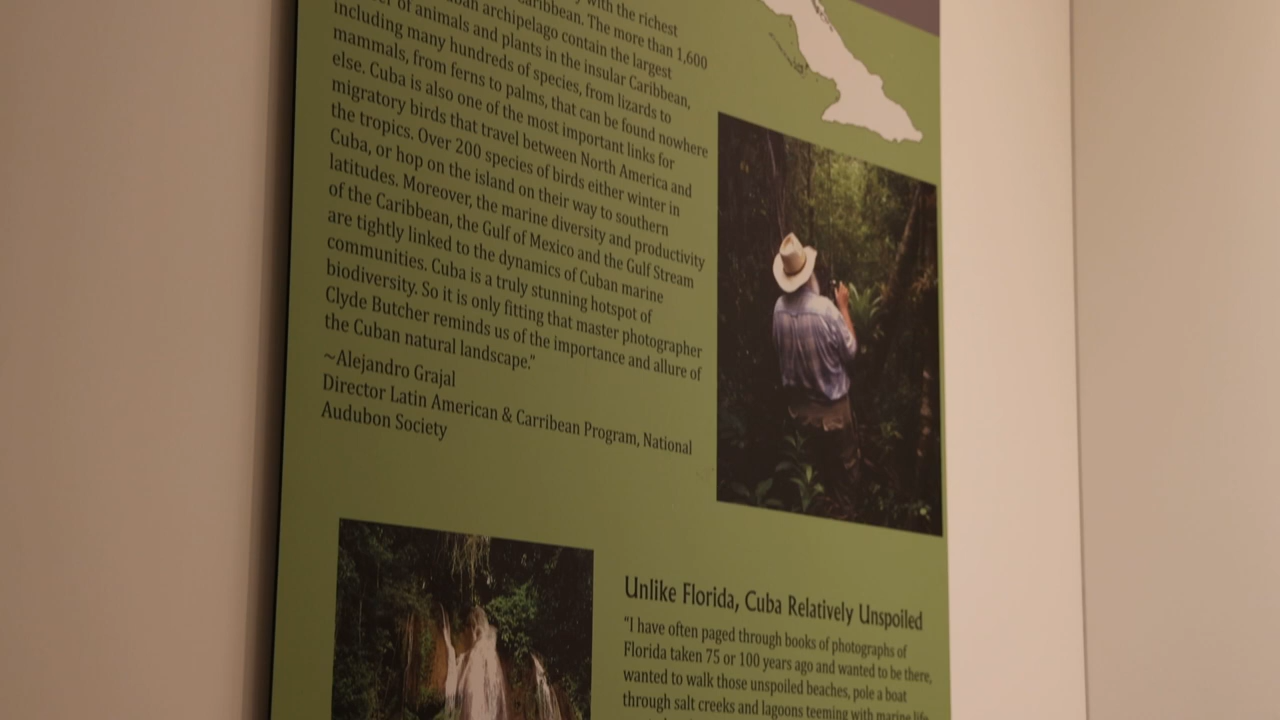 with the richest
Caribbean. The more than 1,600
archipelago contain the largest
of animals and plants in the insular Caribbean,
including many hundreds of species, from lizards to
mammals, from ferns to palms, that can be found nowhere
else. Cuba is also one of the most important links for
migratory birds that travel between North America and
the tropics. Over 200 species of birds either winter in
Cuba, or hop on the island on their way to southern
latitudes. Moreover, the marine diversity and productivity
of the Caribbean, the Gulf of Mexico and the Gulf Stream
are tightly linked to the dynamics of Cuban marine
communities. Cuba is a truly stunning hotspot of
biodiversity. So it is only fitting that master photographer
Clyde Butcher reminds us of the importance and allure of
the Cuban natural landscape."
~Alejandro Grajal
Director Latin American & Carribean Program, National
Audubon Society
Unlike Florida, Cuba Relatively Unspoiled
"I have often paged through books of photographs of
Florida taken 75 or 100 years ago and wanted to be there,
wanted to walk those unspoiled beaches, pole a boat
through salt creeks and lagoons teeming with marine life